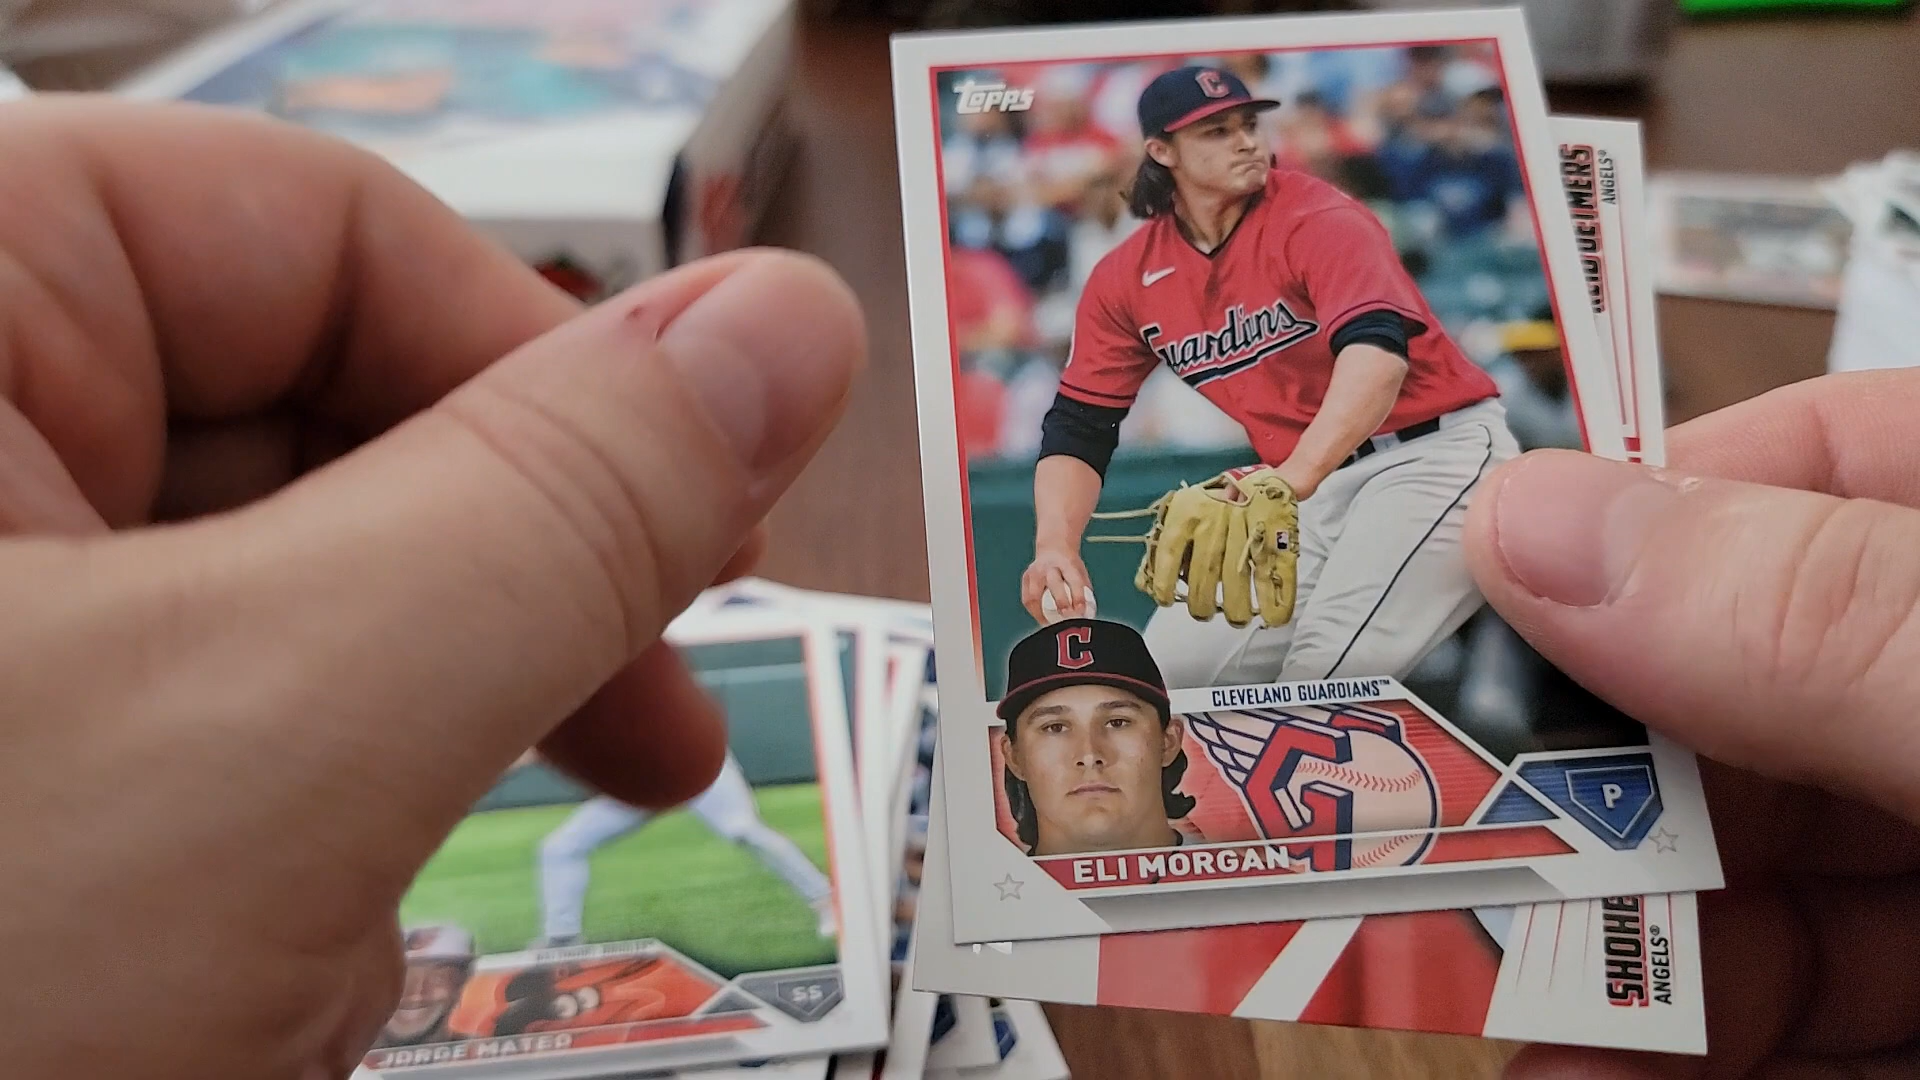 topps
C
Guardians
CLEVELAND GUARDIANS™
P
C
ELI MORGAN
ANGELS®
SHOHE
ANGELS®
SS
JORGE MATEO